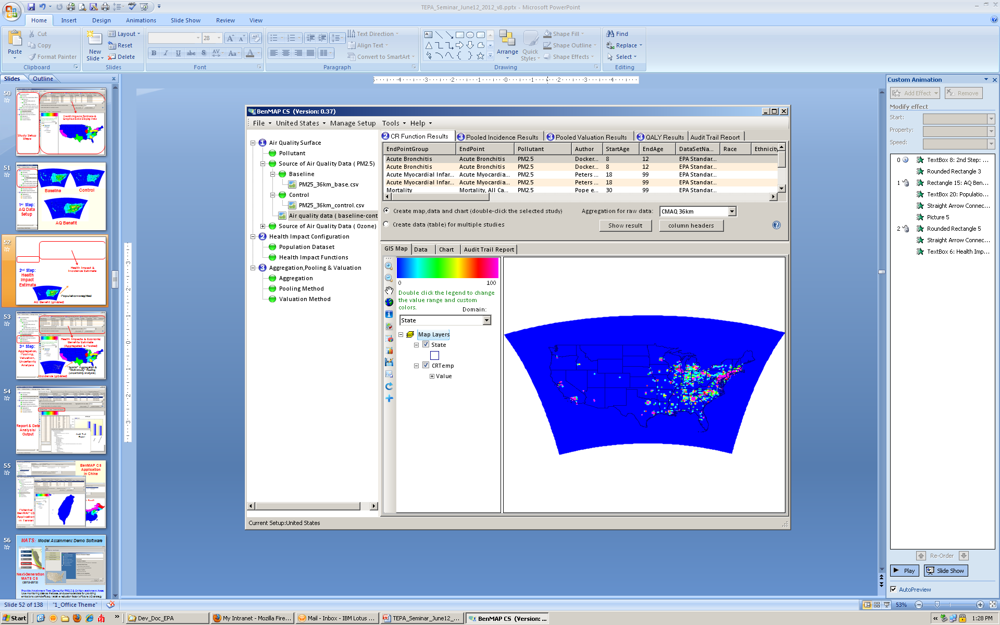 TEPA_Seminar_June12_2012_v8.pptx - Microsoft PowerPoint
Home Insert Design Animations Slide Show Review View
Paste
Cut
Copy
Format Painter
Clipboard
New Slide
Layout
Reset
Delete
Slides
28
Font
Text Direction
Align Text
Convert to SmartArt
Paragraph
Arrange
Quick Styles
Shape Fill
Shape Outline
Shape Effects
Drawing
Find
Replace
Select
Editing
Slides Outline
50
Health Impacts Estimate &
Graphics/Data Display Area
Study Setup
Steps
51
Baseline
Control
1st Step:
AQ Data
Setup
AQ Benefit
52
2nd Step:
Health
Impact
Estimate
Health Impact &
Incidence Estimate
Population-weighted
AQ Benefit (gridded)
53
3rd Step:
Aggregation,
Pooling,
Valuation,
Uncertainty
Analysis
Health Impacts & Economic
Benefits Estimate
(Aggregated & Pooled)
"Spatial" Aggregation &
"Multi-study" Pooling
(uncertainty analysis)
Incidence (gridded)
54
Report & Data
Analysis/
Output
Audit Trail
Report
55
BenMAP CS
Application
in China
Potential
BenMAP CS
Application
in Taiwan
56
MATS: Model Attainment Demo Software
Next-Generation
MATS CS
(2012-2013)
BenMAP CS (Version: 0.37)
File United States Manage Setup Tools Help
1 Air Quality Surface
Pollutant
Source of Air Quality Data ( PM2.5)
Baseline
PM25_36km_base.csv
Control
PM25_36km_control.csv
Air quality data ( baseline-cont
Source of Air Quality Data ( Ozone)
2 Health Impact Configuration
Population Dataset
Health Impact Functions
3 Aggregation,Pooling & Valuation
Aggregation
Pooling Method
Valuation Method
2 CR Function Results 3 Pooled Incidence Results 3 Pooled Valuation Results 3 QALY Results Audit Trail Report
EndPointGroup EndPoint Pollutant Author StartAge EndAge DataSetNa... Race Ethnicity
Acute Bronchitis Acute Bronchitis PM2.5 Docker... 8 12 EPA Standar...
Acute Bronchitis Acute Bronchitis PM2.5 Docker... 8 12 EPA Standar...
Acute Myocardial Infar... Acute Myocardia... PM2.5 Peters ... 18 99 EPA Standar...
Acute Myocardial Infar... Acute Myocardia... PM2.5 Peters ... 18 99 EPA Standar...
Mortality Mortality, All Ca... PM2.5 Pope e... 30 99 EPA Standar...
Create map,data and chart (double-click the selected study) Aggregation for raw data: CMAQ 36km
Create data (table) for multiple studies Show result column headers
GIS Map Data Chart Audit Trail Report
0 100
Double click the legend to change
the value range and custom
colors.
Domain:
State
Map Layers
State
CRTemp
Value
Current Setup:United States
Custom Animation
Add Effect Remove
Modify effect
Start:
Property:
Speed:
0 TextBox 8: 2nd Step: ...
Rounded Rectangle 3
1 Rectangle 15: AQ Ben...
TextBox 20: Populatio...
Straight Arrow Connec...
Picture 5
2 Rounded Rectangle 5
Straight Arrow Connec...
TextBox 6: Health Imp...
Re-Order
Play Slide Show
AutoPreview
Slide 52 of 138 "1_Office Theme" 53%
Start Dev_Doc_EPA My Intranet - Mozilla Fire... Mail - Inbox - IBM Lotus ... TEPA_Seminar_June12_... BenMAP CS (Version: ... 1:28 PM